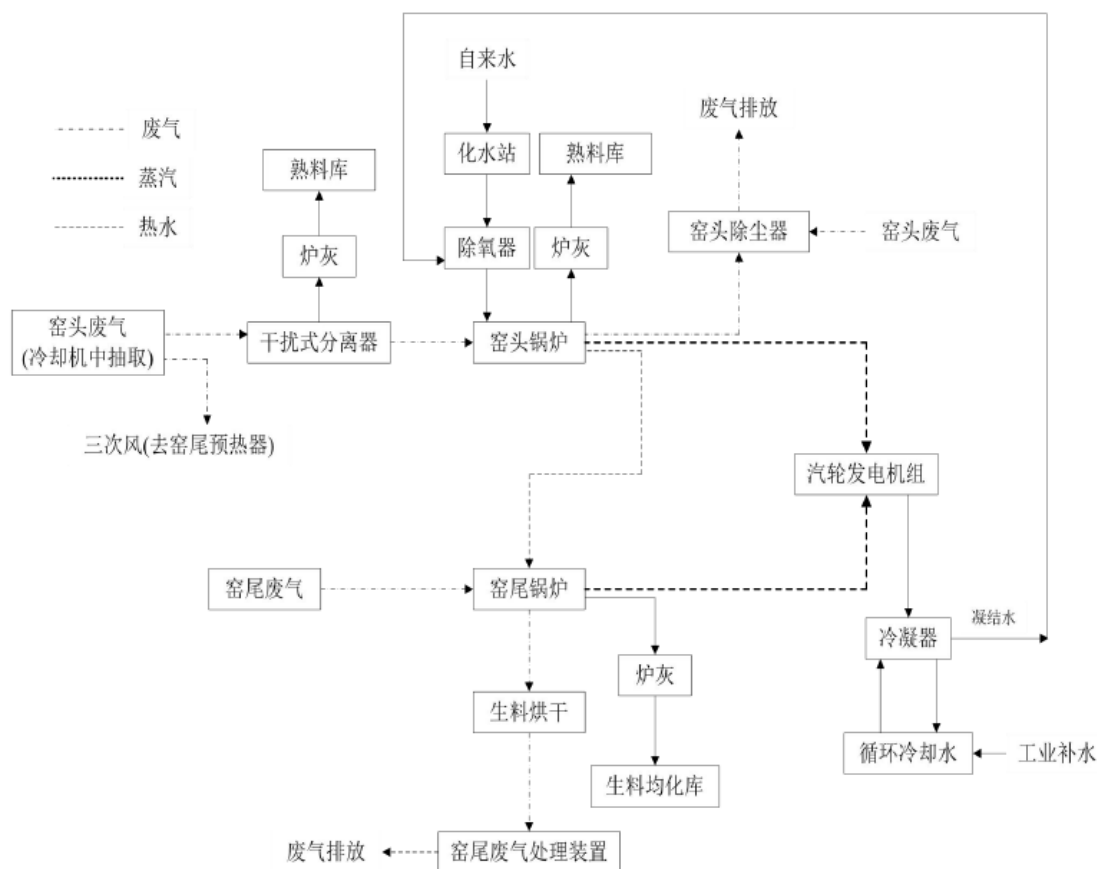 自来水
废气
废气排放
化水站
熟料库
熟料库
蒸汽
热水
炉灰
除氧器
炉灰
窑头除尘器
窑头废气
窑头废气
(冷却机中抽取)
干扰式分离器
窑头锅炉
三次风(去窑尾预热器)
汽轮发电机组
窑尾废气
窑尾锅炉
凝结水
冷凝器
炉灰
生料烘干
循环冷却水
工业补水
生料均化库
废气排放
窑尾废气处理装置